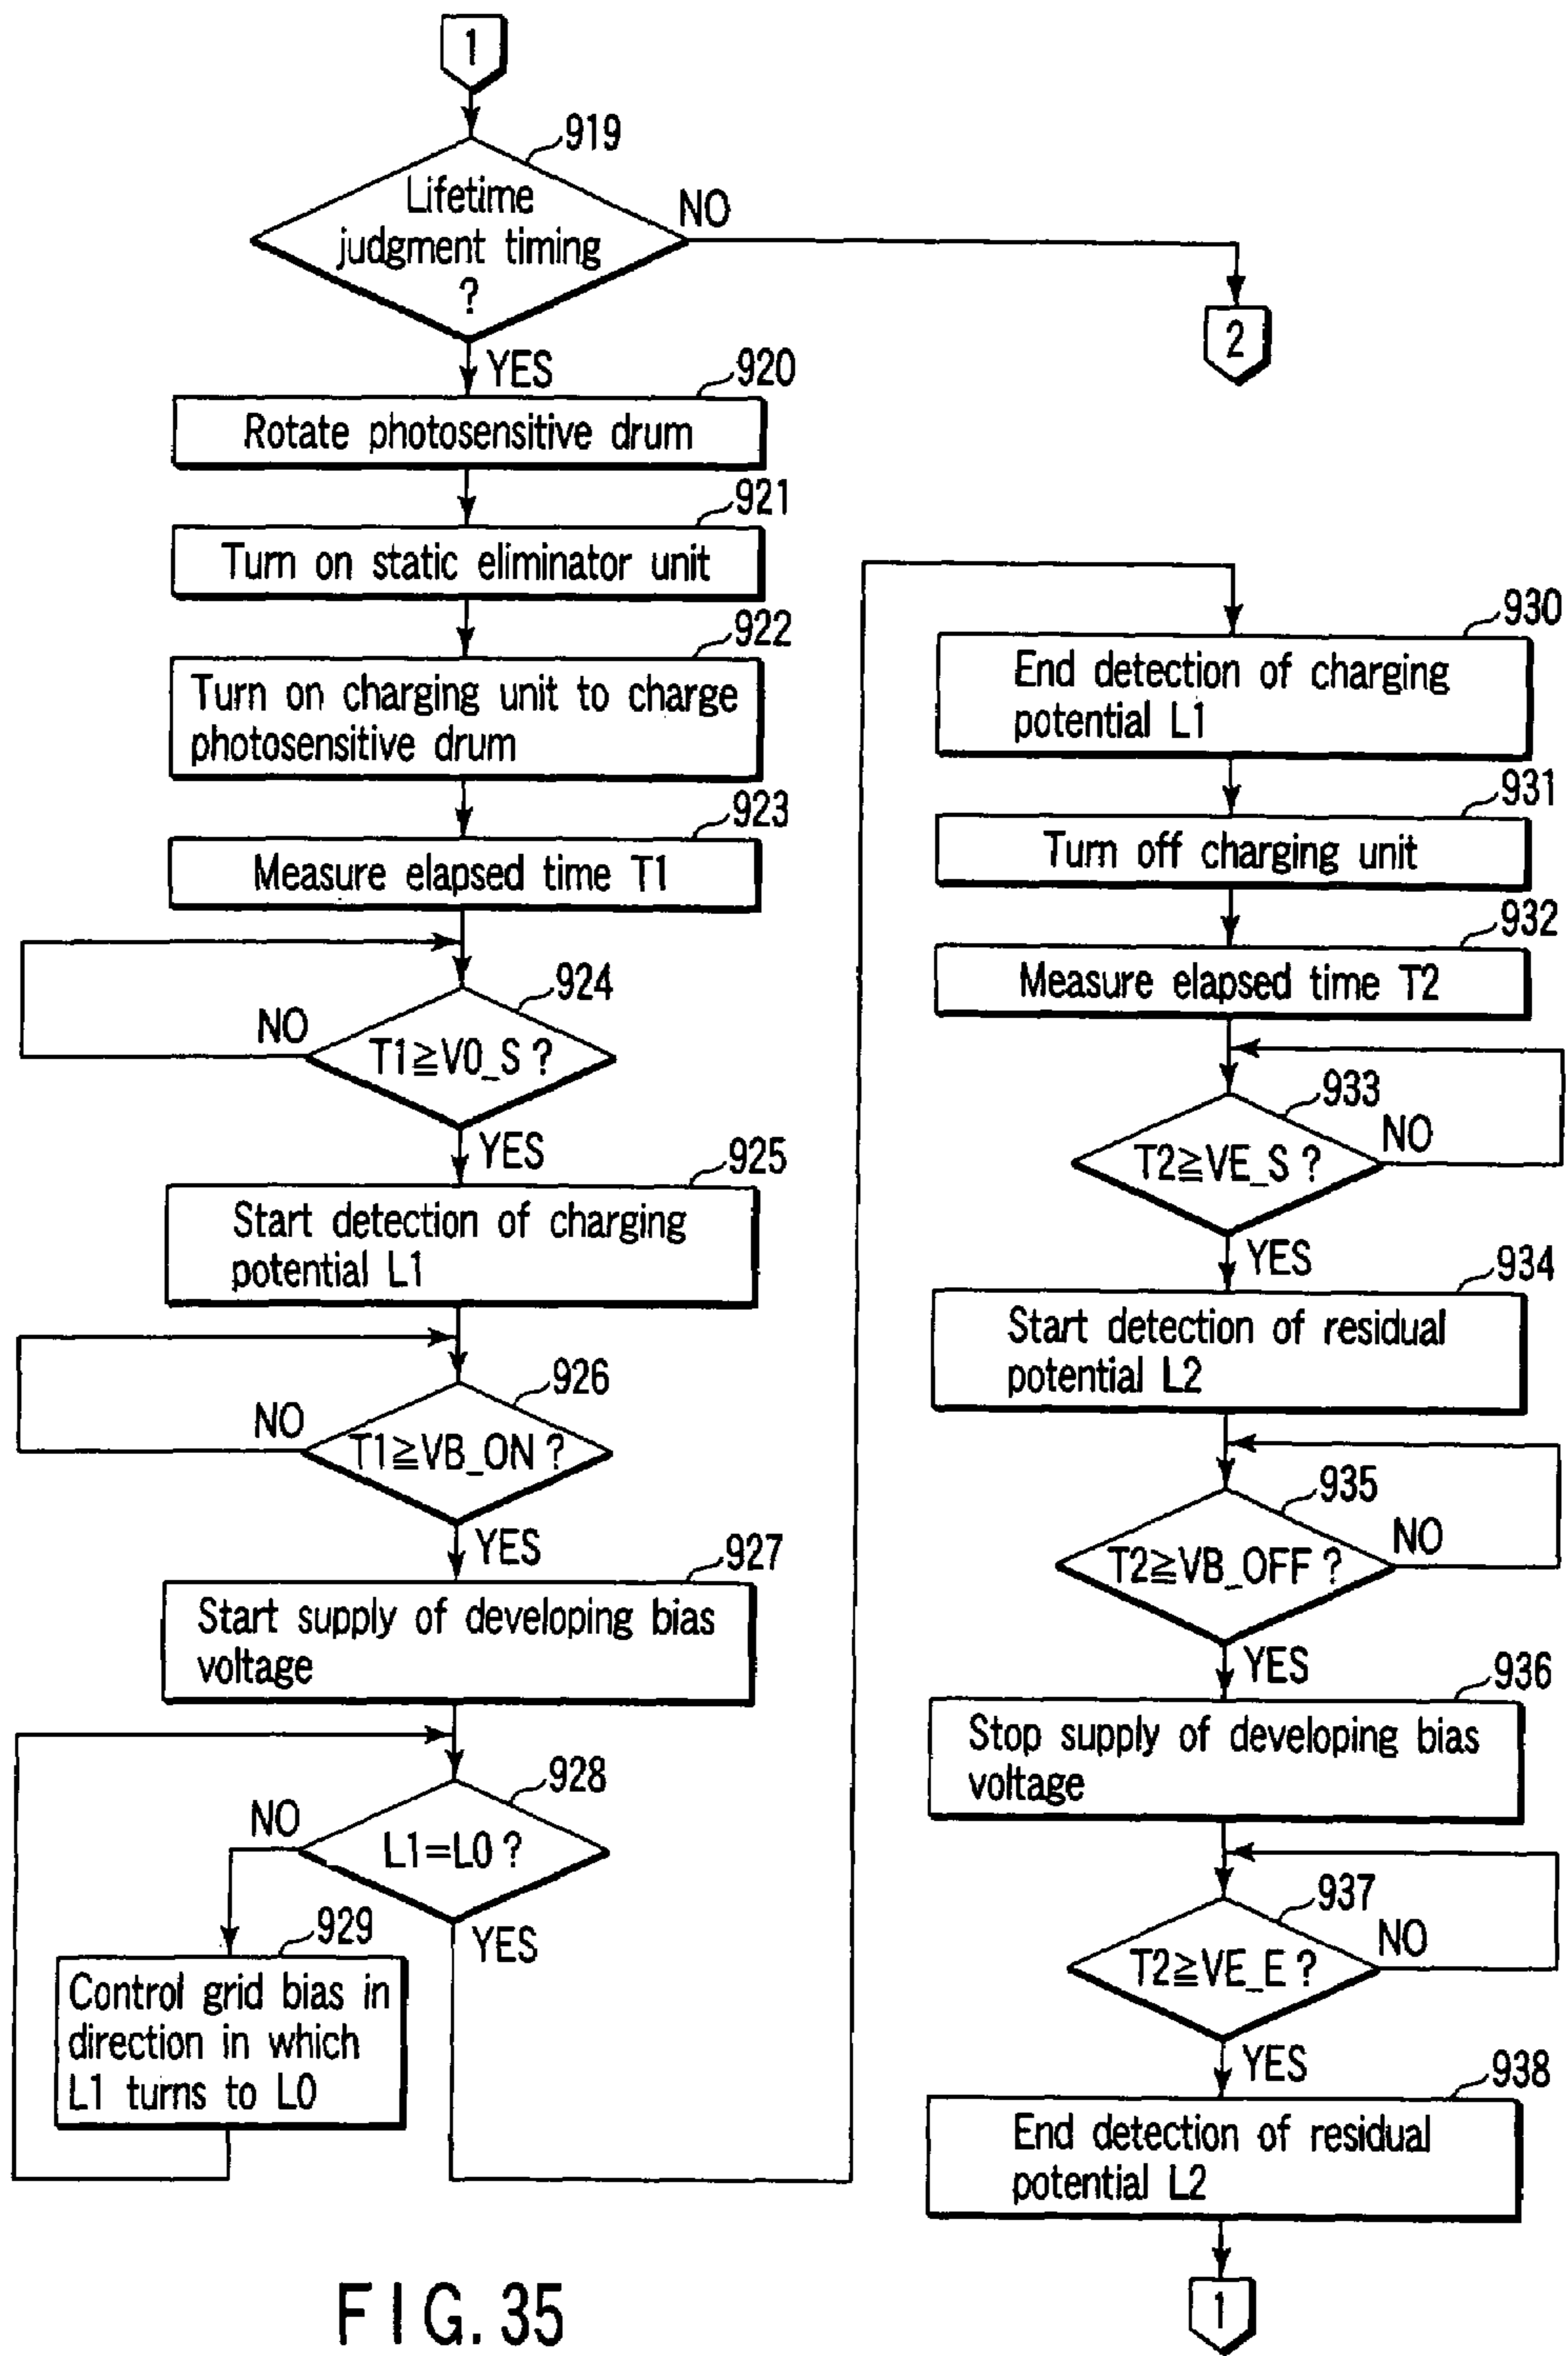 1
919
Lifetime
judgment timing
?
NO
2
YES
920
Rotate photosensitive drum
921
Turn on static eliminator unit
922
Turn on charging unit to charge
photosensitive drum
923
Measure elapsed time T1
924
NO
T1≧V0_S ?
YES
925
Start detection of charging
potential L1
926
NO
T1≧VB_ON ?
YES
927
Start supply of developing bias
voltage
928
NO
L1=L0 ?
YES
929
Control grid bias in
direction in which
L1 turns to L0
930
End detection of charging
potential L1
931
Turn off charging unit
932
Measure elapsed time T2
933
NO
T2≧VE_S ?
YES
934
Start detection of residual
potential L2
935
NO
T2≧VB_OFF ?
YES
936
Stop supply of developing bias
voltage
937
NO
T2≧VE_E ?
YES
938
End detection of residual
potential L2
1
FIG. 35